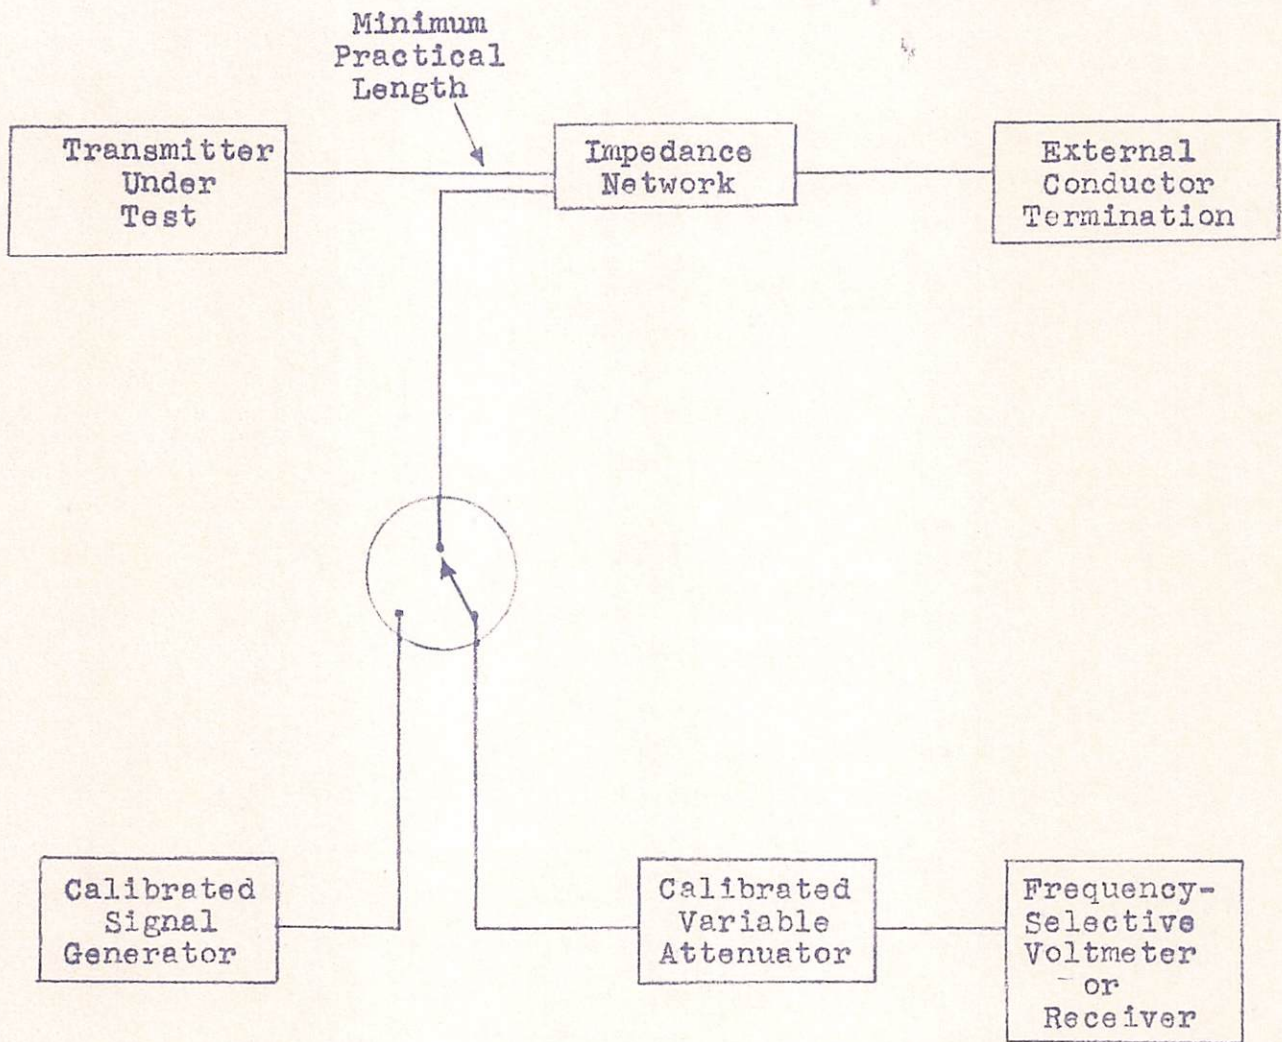 Minimum
Practical
Length
Transmitter
Under
Test
Impedance
Network
External
Conductor
Termination
Calibrated
Signal
Generator
Calibrated
Variable
Attenuator
Frequency-
Selective
Voltmeter
or
Receiver